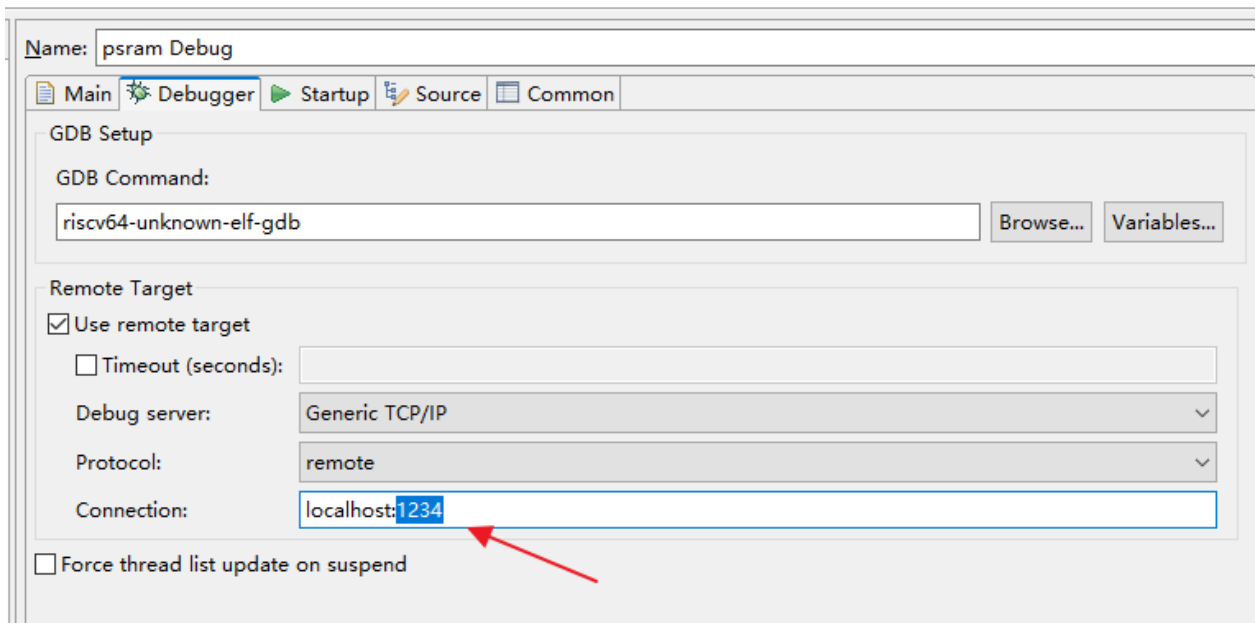 Name: psram Debug
Main Debugger Startup Source Common
GDB Setup
GDB Command:
riscv64-unknown-elf-gdb Browse... Variables...
Remote Target
Use remote target
Timeout (seconds):
Debug server: Generic TCP/IP
Protocol: remote
Connection: localhost:1234
Force thread list update on suspend